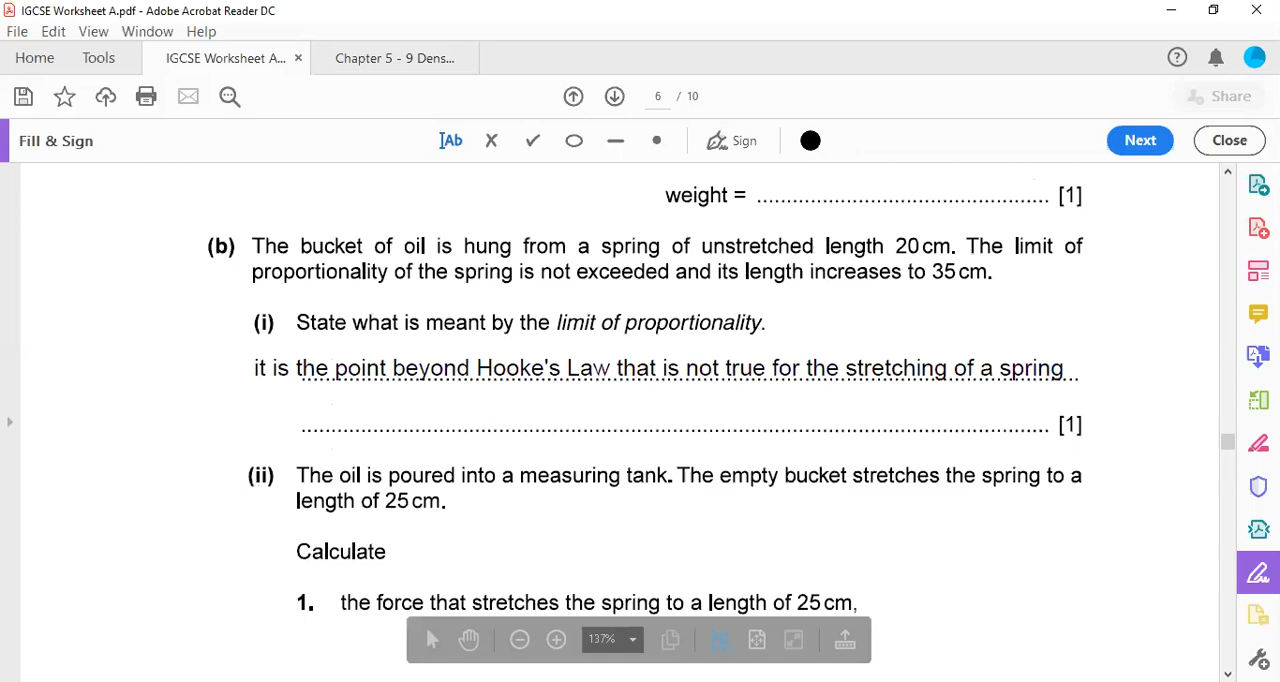 IGCSE Worksheet A.pdf - Adobe Acrobat Reader DC
File Edit View Window Help
Home Tools IGCSE Worksheet A... × Chapter 5 - 9 Dens...
6 / 10 Share
Fill & Sign Ab Sign Next Close
weight = .................................................. [1]
(b) The bucket of oil is hung from a spring of unstretched length 20 cm. The limit of
proportionality of the spring is not exceeded and its length increases to 35 cm.
(i) State what is meant by the limit of proportionality.
it is the point beyond Hooke's Law that is not true for the stretching of a spring
.................................................. [1]
(ii) The oil is poured into a measuring tank. The empty bucket stretches the spring to a
length of 25 cm.
Calculate
1. the force that stretches the spring to a length of 25 cm,
137%